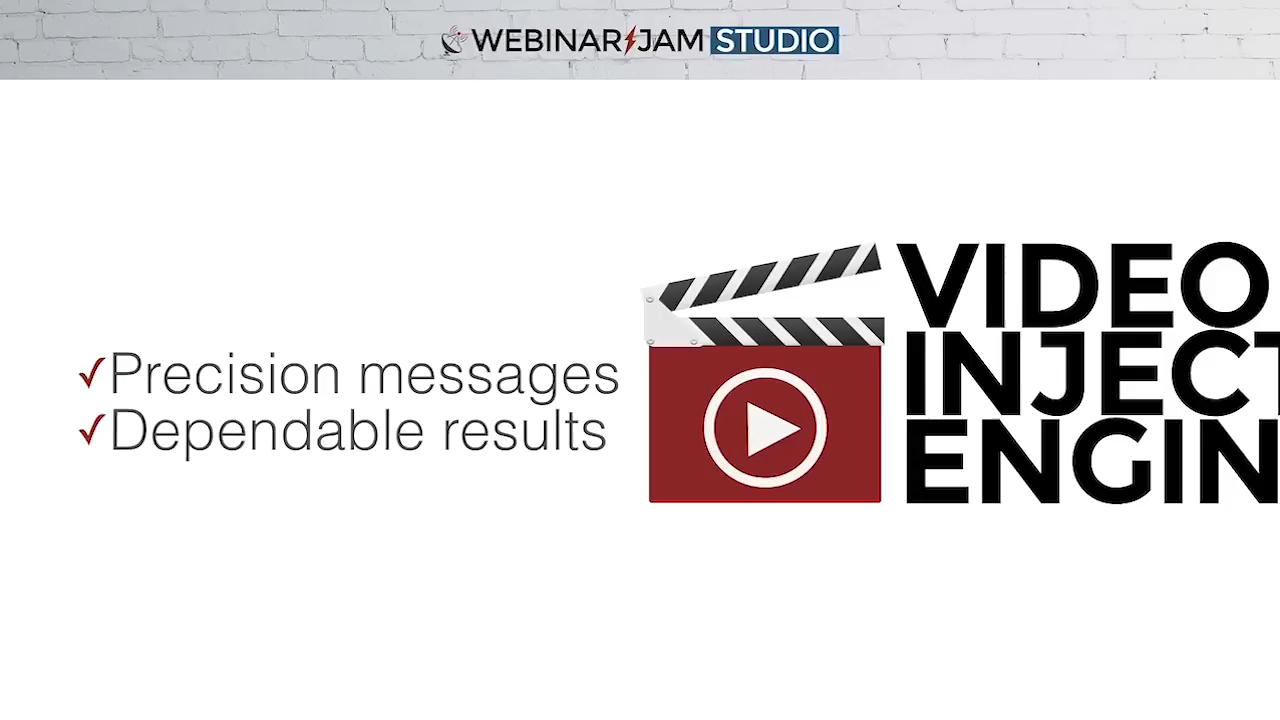 WEBINARJAM STUDIO
✓Precision messages
✓Dependable results
VIDEO
INJECT
ENGIN